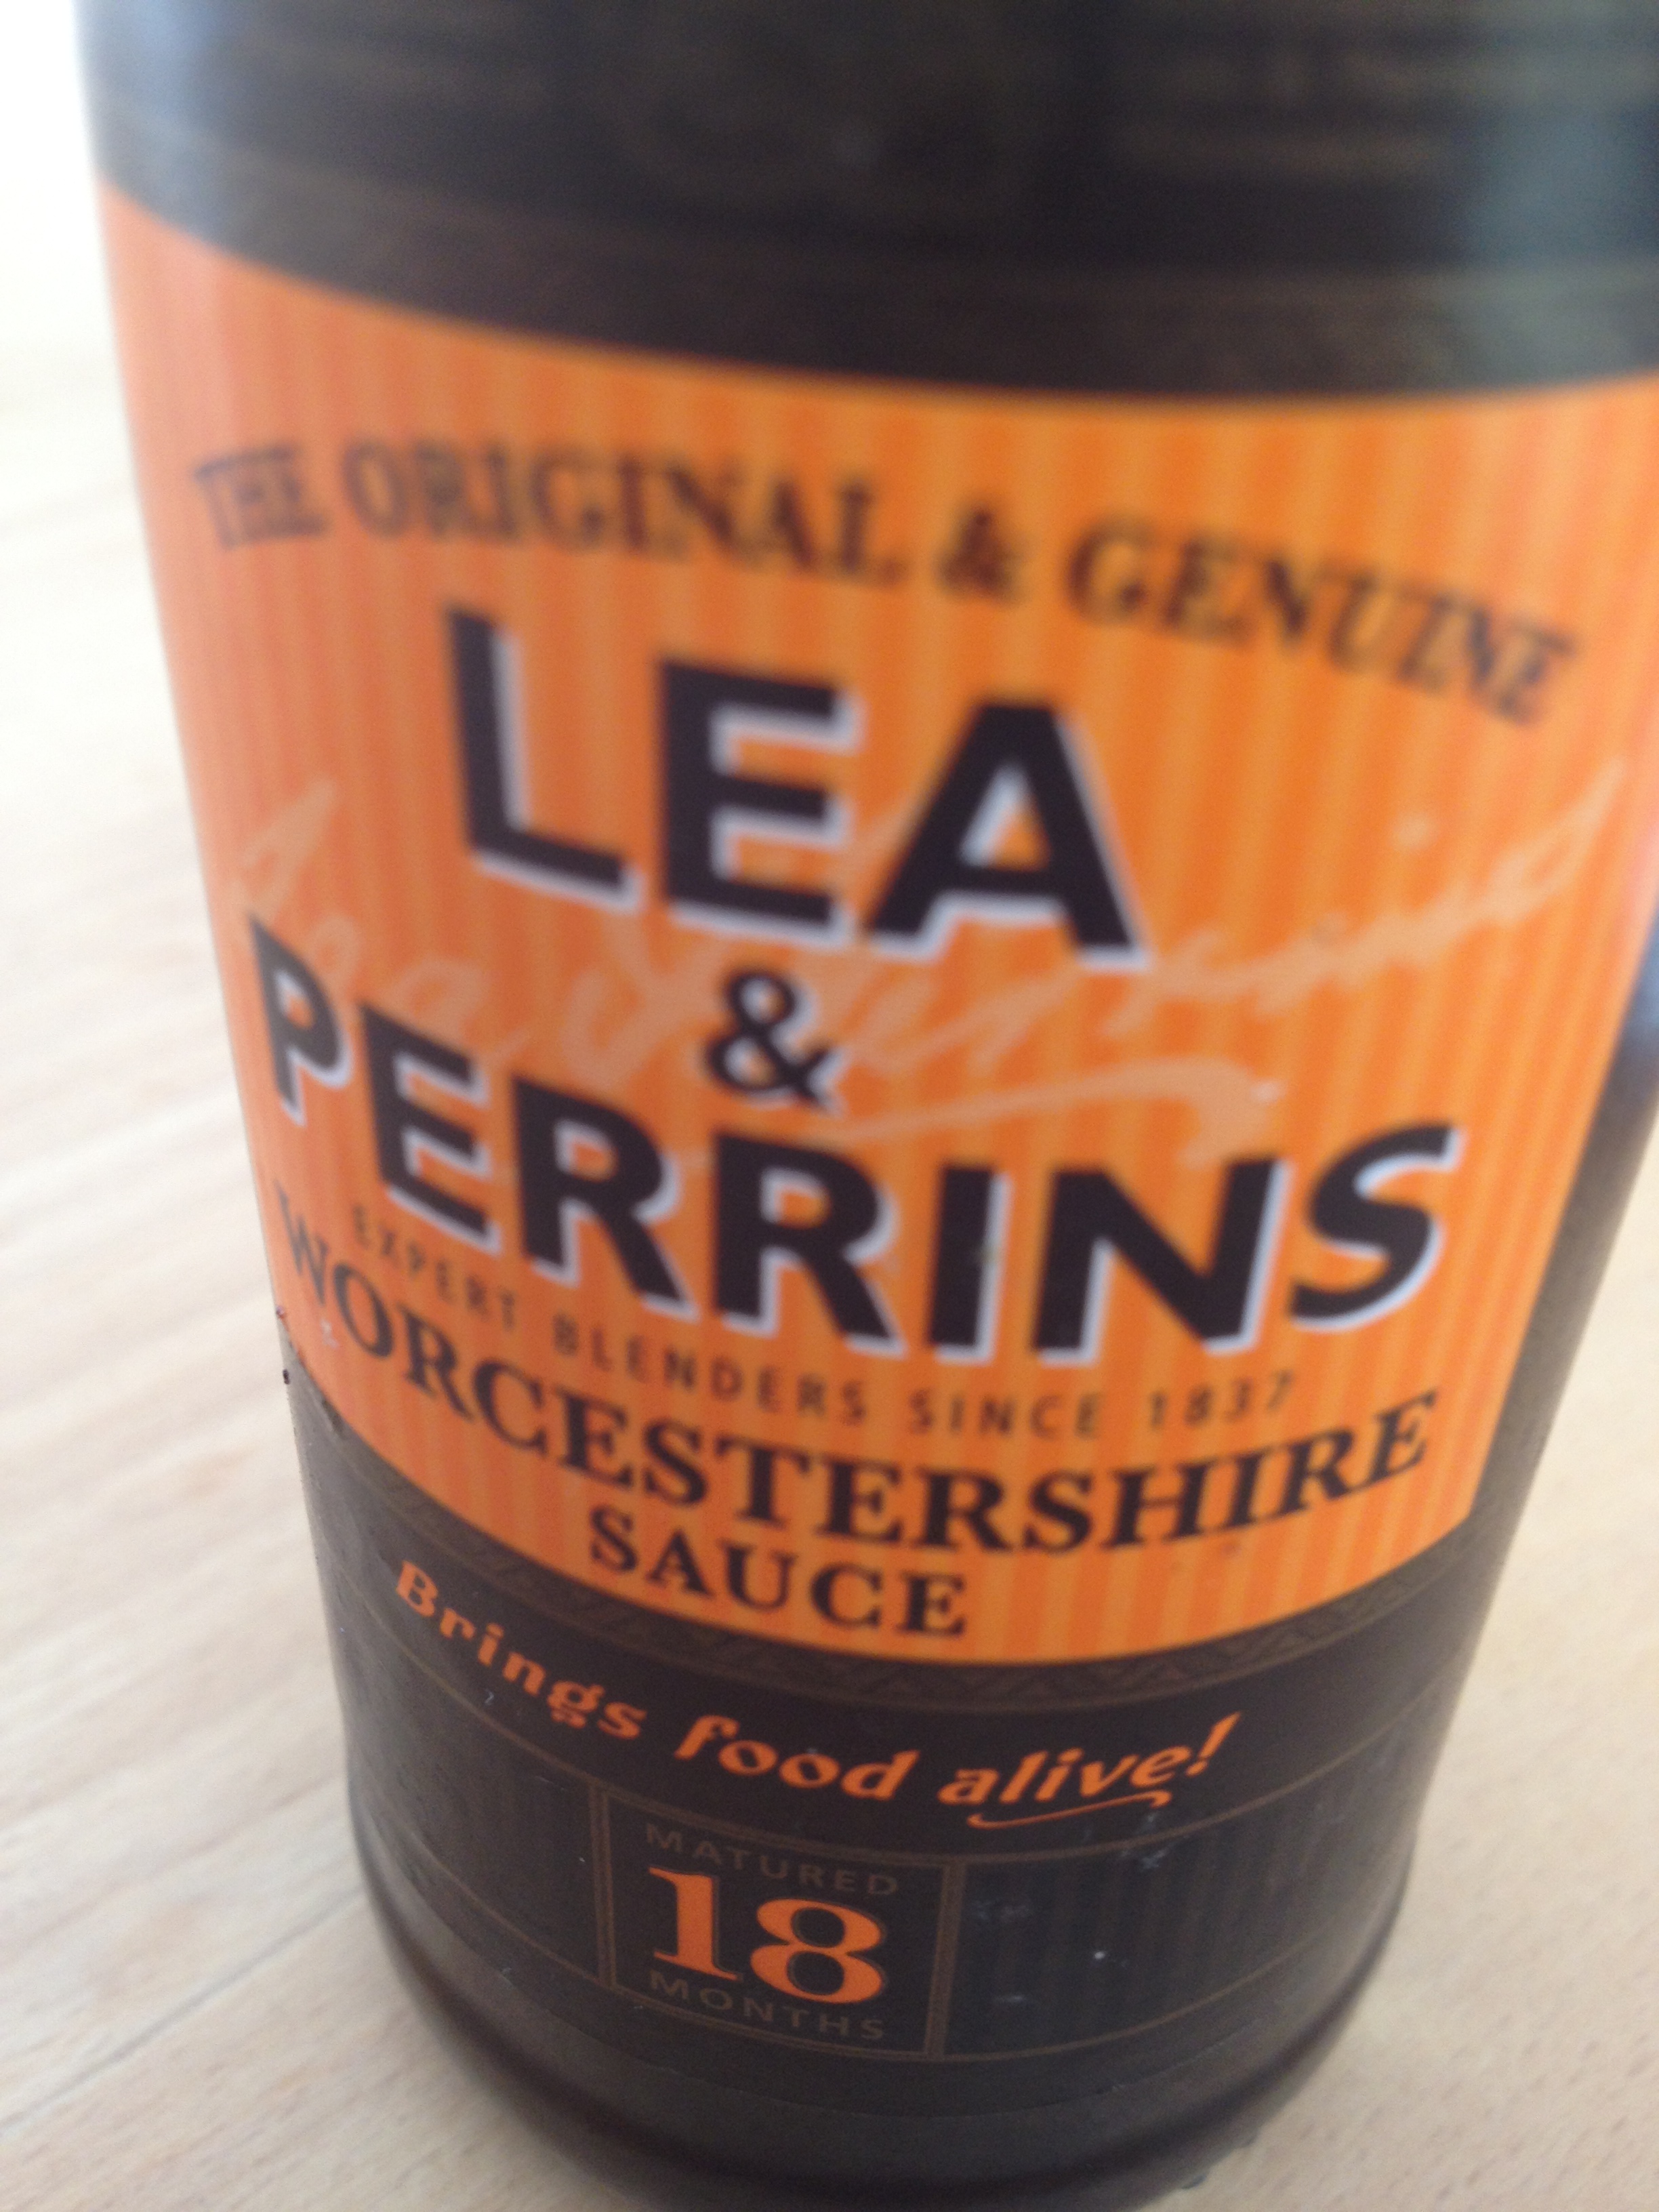 THE ORIGINAL & GENUINE
LEA
&
PERRINS
EXPERT BLENDERS SINCE 1837
WORCESTERSHIRE
SAUCE
Brings food alive!
MATURED
18
MONTHS